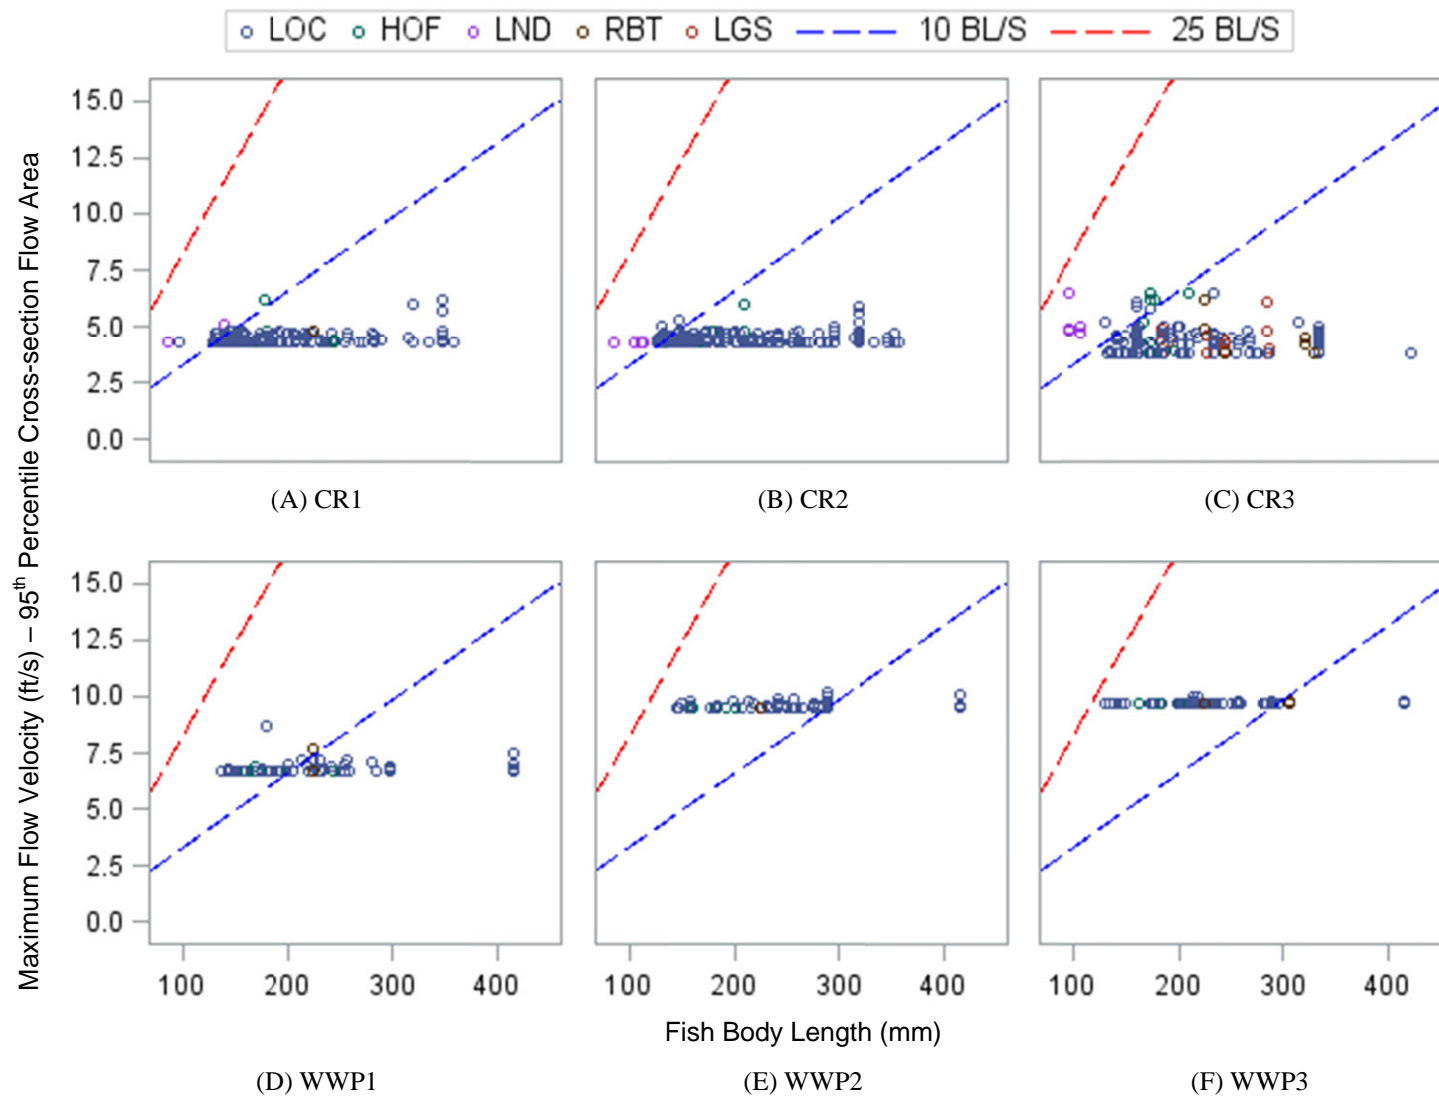 LOC HOF LND RBT LGS 10 BL/S 25 BL/S
Maximum Flow Velocity (ft/s) – 95th Percentile Cross-section Flow Area
15.0
12.5
10.0
7.5
5.0
2.5
0.0
(A) CR1 (B) CR2 (C) CR3
15.0
12.5
10.0
7.5
5.0
2.5
0.0
100 200 300 400 100 200 300 400 100 200 300 400
Fish Body Length (mm)
(D) WWP1 (E) WWP2 (F) WWP3